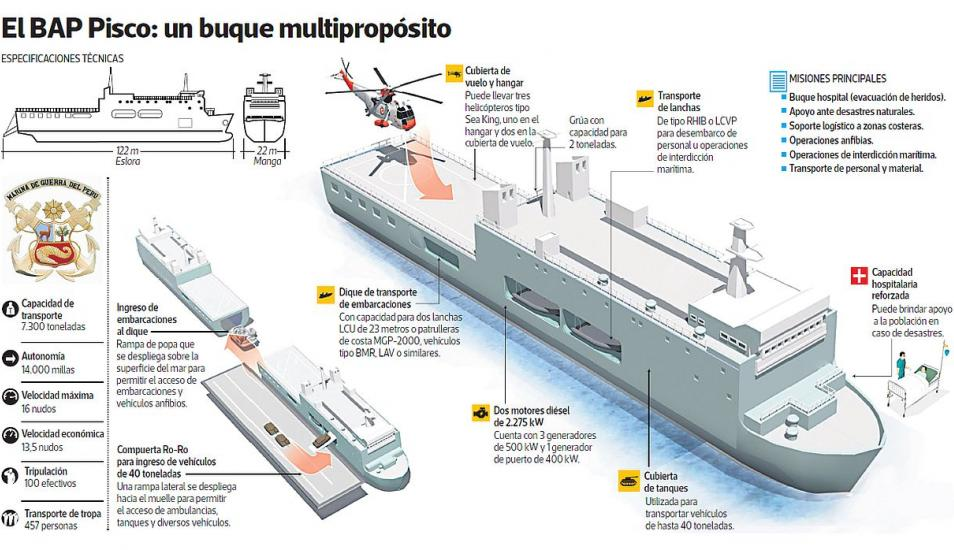 El BAP Pisco: un buque multipropósito
ESPECIFICACIONES TÉCNICAS
122 m
Eslora
22 m
Manga
MARINA DE GUERRA DEL PERÚ
Capacidad de
transporte
7.300 toneladas
Autonomía
14.000 millas
Velocidad máxima
16 nudos
Velocidad económica
13,5 nudos
Tripulación
100 efectivos
Transporte de tropa
457 personas
Ingreso de
embarcaciones
al dique
Rampa de popa que
se despliega sobre la
superficie del mar para
permitir el acceso de
embarcaciones y
vehículos anfibios.
Compuerta Ro-Ro
para ingreso de vehículos
de 40 toneladas
Una rampa lateral se despliega
hacia el muelle para permitir
el acceso de ambulancias,
tanques y diversos vehículos.
Cubierta de
vuelo y hangar
Puede llevar tres
helicópteros tipo
Sea King, uno en el
hangar y dos en la
cubierta de vuelo.
Grúa con
capacidad para
2 toneladas.
Transporte
de lanchas
De tipo RHIB o LCVP
para desembarco de
personal u operaciones
de interdicción
marítima.
MISIONES PRINCIPALES
Buque hospital (evacuación de heridos).
Apoyo ante desastres naturales.
Soporte logístico a zonas costeras.
Operaciones anfibias.
Operaciones de interdicción marítima.
Transporte de personal y material.
Dique de transporte
de embarcaciones
Con capacidad para dos lanchas
LCU de 23 metros o patrulleras
de costa MGP-2000, vehículos
tipo BMR, LAV o similares.
Capacidad
hospitalaria
reforzada
Puede brindar apoyo
a la población en
caso de desastres.
Dos motores diésel
de 2.275 kW
Cuenta con 3 generadores
de 500 kW y 1 generador
de puerto de 400 kW.
Cubierta
de tanques
Utilizada para
transportar vehículos
de hasta 40 toneladas.